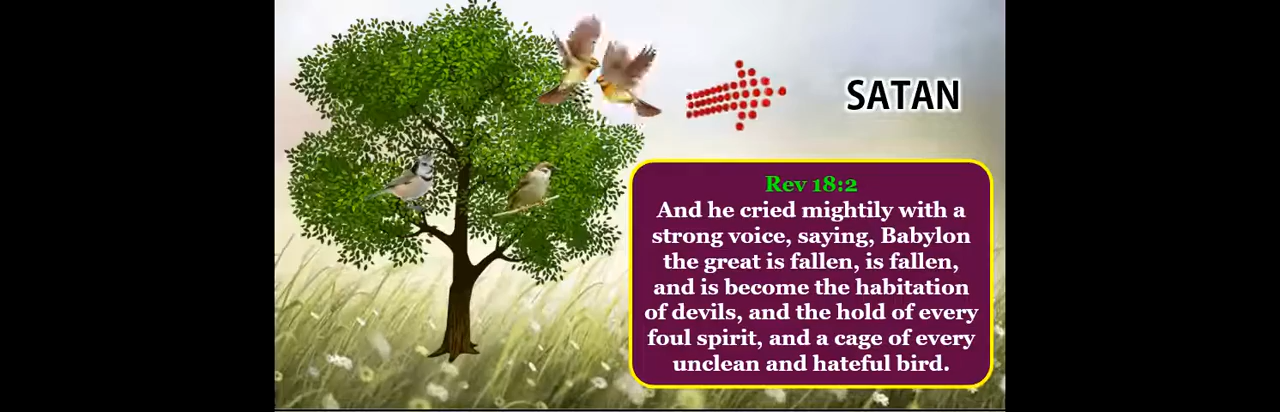 SATAN
Rev 18:2
And he cried mightily with a
strong voice, saying, Babylon
the great is fallen, is fallen,
and is become the habitation
of devils, and the hold of every
foul spirit, and a cage of every
unclean and hateful bird.